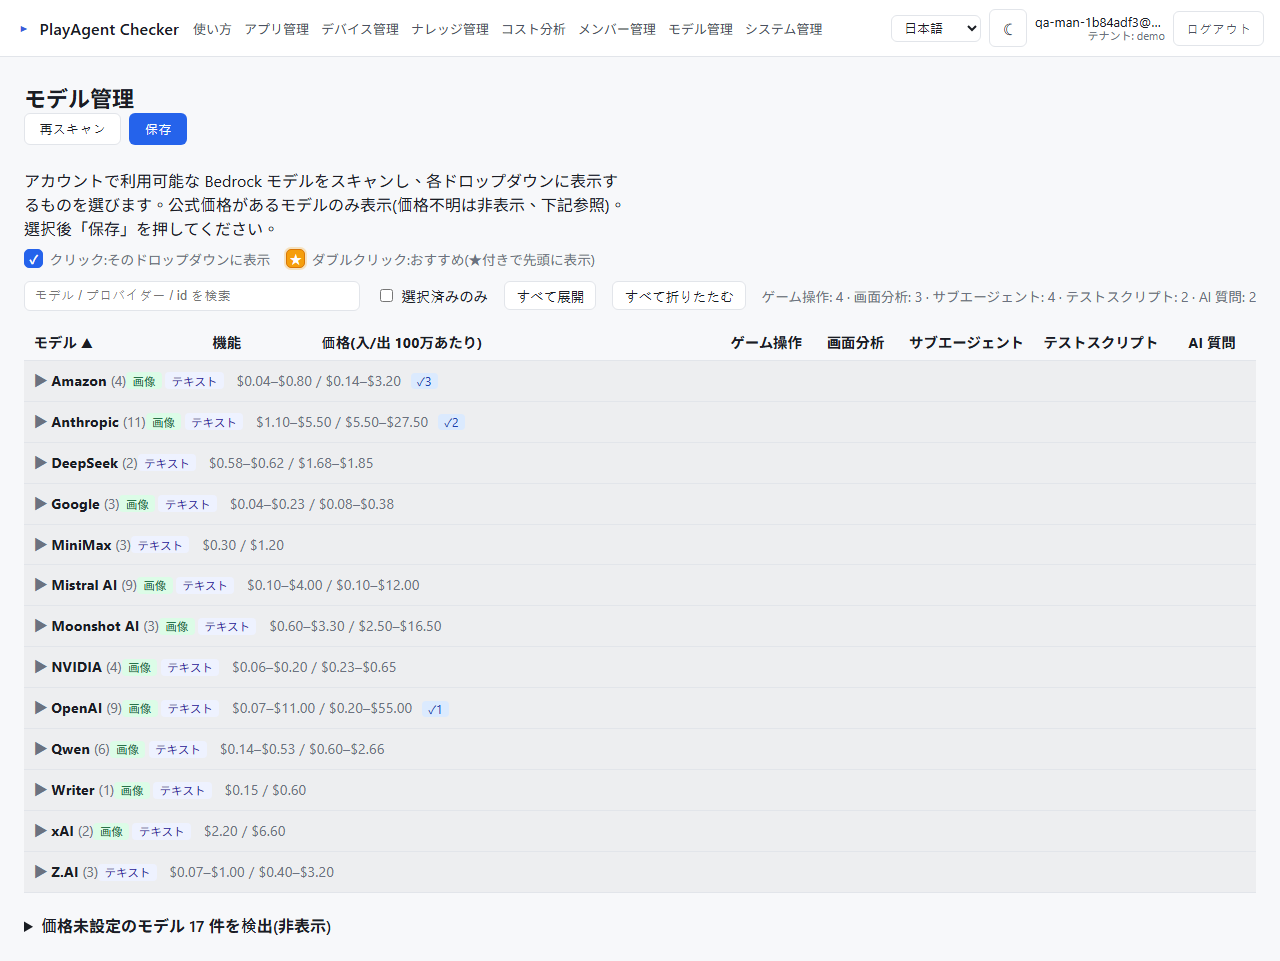 PlayAgent Checker 使い方 アプリ管理 デバイス管理 ナレッジ管理 コスト分析 メンバー管理 モデル管理 システム管理 日本語 qa-man-1b84adf3@... ログアウト
テナント: demo
モデル管理
再スキャン 保存
アカウントで利用可能な Bedrock モデルをスキャンし、各ドロップダウンに表示す
るものを選びます。公式価格があるモデルのみ表示(価格不明は非表示、下記参照)。
選択後「保存」を押してください。
✓ クリック:そのドロップダウンに表示 ★ ダブルクリック:おすすめ(★付きで先頭に表示)
モデル / プロバイダー / id を検索 選択済みのみ すべて展開 すべて折りたたむ ゲーム操作: 4 · 画面分析: 3 · サブエージェント: 4 · テストスクリプト: 2 · AI 質問: 2
モデル ▲ 機能 価格(入/出 100万あたり) ゲーム操作 画面分析 サブエージェント テストスクリプト AI 質問
▶ Amazon (4) 画像 テキスト $0.04–$0.80 / $0.14–$3.20 ✓3
▶ Anthropic (11) 画像 テキスト $1.10–$5.50 / $5.50–$27.50 ✓2
▶ DeepSeek (2) テキスト $0.58–$0.62 / $1.68–$1.85
▶ Google (3) 画像 テキスト $0.04–$0.23 / $0.08–$0.38
▶ MiniMax (3) テキスト $0.30 / $1.20
▶ Mistral AI (9) 画像 テキスト $0.10–$4.00 / $0.10–$12.00
▶ Moonshot AI (3) 画像 テキスト $0.60–$3.30 / $2.50–$16.50
▶ NVIDIA (4) 画像 テキスト $0.06–$0.20 / $0.23–$0.65
▶ OpenAI (9) 画像 テキスト $0.07–$11.00 / $0.20–$55.00 ✓1
▶ Qwen (6) 画像 テキスト $0.14–$0.53 / $0.60–$2.66
▶ Writer (1) 画像 テキスト $0.15 / $0.60
▶ xAI (2) 画像 テキスト $2.20 / $6.60
▶ Z.AI (3) テキスト $0.07–$1.00 / $0.40–$3.20
▶ 価格未設定のモデル 17 件を検出(非表示)